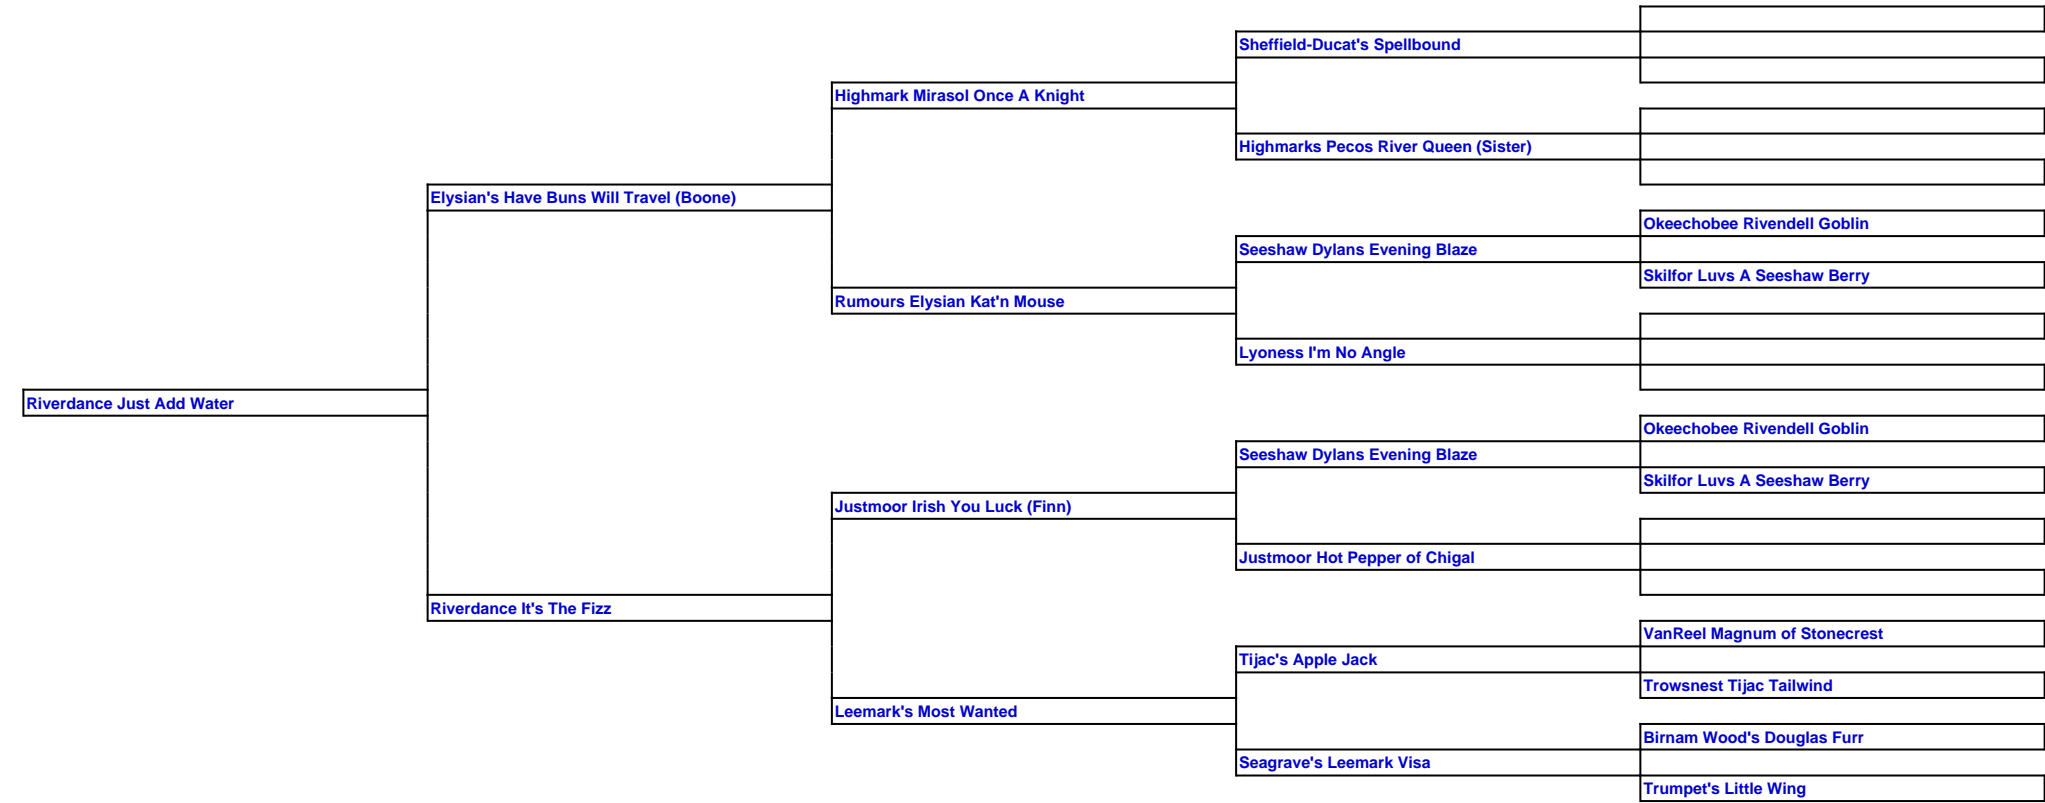 Sheffield-Ducat's Spellbound
Highmark Mirasol Once A Knight
Highmarks Pecos River Queen (Sister)
Elysian's Have Buns Will Travel (Boone)
Okeechobee Rivendell Goblin
Seeshaw Dylans Evening Blaze
Skilfor Luvs A Seeshaw Berry
Rumours Elysian Kat'n Mouse
Lyoness I'm No Angle
Riverdance Just Add Water
Okeechobee Rivendell Goblin
Seeshaw Dylans Evening Blaze
Skilfor Luvs A Seeshaw Berry
Justmoor Irish You Luck (Finn)
Justmoor Hot Pepper of Chigal
Riverdance It's The Fizz
VanReel Magnum of Stonecrest
Tijac's Apple Jack
Trowsnest Tijac Tailwind
Leemark's Most Wanted
Birnam Wood's Douglas Furr
Seagrave's Leemark Visa
Trumpet's Little Wing